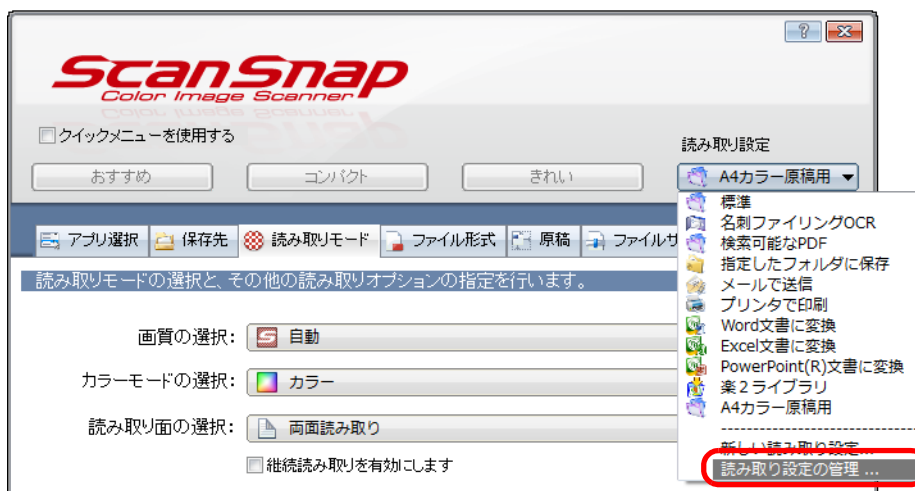 ScanSnap
Color Image Scanner
クイックメニューを使用する
読み取り設定
おすすめ
コンパクト
きれい
A4カラー原稿用
アプリ選択
保存先
読み取りモード
ファイル形式
原稿
ファイルサ
読み取りモードの選択と、その他の読み取りオプションの指定を行います。
画質の選択:
自動
カラーモードの選択:
カラー
読み取り面の選択:
両面読み取り
継続読み取りを有効にします
標準
名刺ファイリングOCR
検索可能なPDF
指定したフォルダに保存
メールで送信
プリンタで印刷
Word文書に変換
Excel文書に変換
PowerPoint(R)文書に変換
楽2ライブラリ
A4カラー原稿用
新しい読み取り設定...
読み取り設定の管理 ...